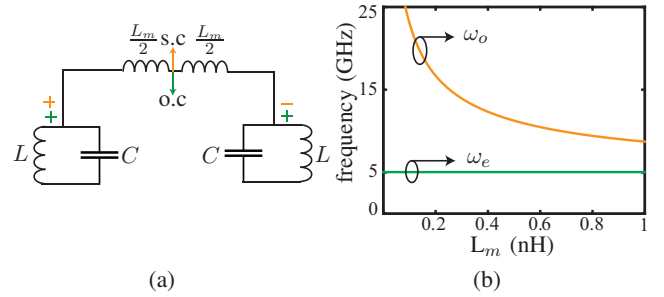 L_m/2 s.c L_m/2
o.c
+ −
+ +
L C C L
(a)
frequency (GHz)
25
15
5
0
ω_o
ω_e
0.2 0.4 0.6 0.8 1
L_m (nH)
(b)